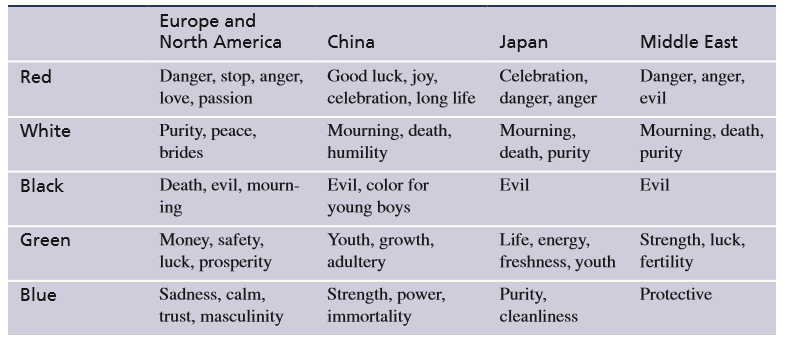 Europe and
North America China Japan Middle East
Red Danger, stop, anger, Good luck, joy, Celebration, Danger, anger,
love, passion celebration, long life danger, anger evil
White Purity, peace, Mourning, death, Mourning, Mourning, death,
brides humility death, purity purity
Black Death, evil, mourn- Evil, color for Evil Evil
ing young boys
Green Money, safety, Youth, growth, Life, energy, Strength, luck,
luck, prosperity adultery freshness, youth fertility
Blue Sadness, calm, Strength, power, Purity, Protective
trust, masculinity immortality cleanliness